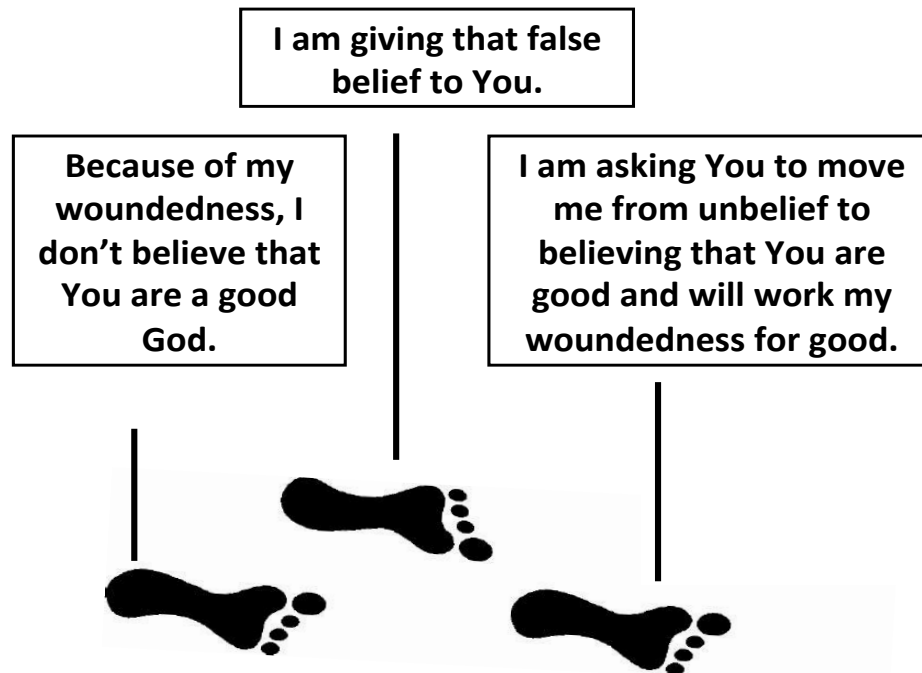 I am giving that false
belief to You.
Because of my
woundedness, I
don’t believe that
You are a good
God.
I am asking You to move
me from unbelief to
believing that You are
good and will work my
woundedness for good.